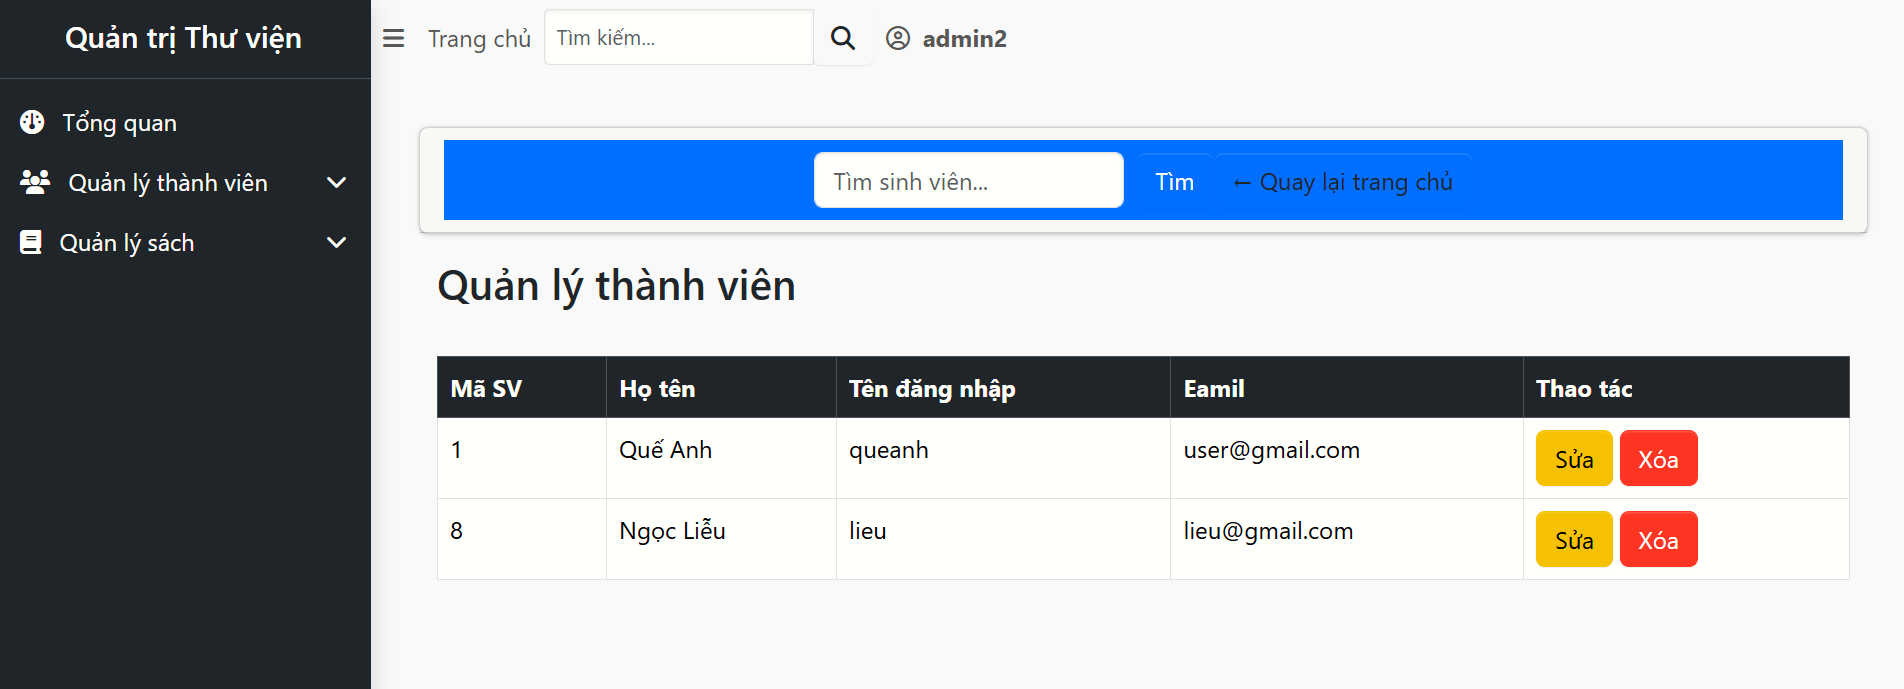 Quản trị Thư viện
Trang chủ Tìm kiếm... admin2
Tổng quan
Quản lý thành viên
Quản lý sách
Tìm sinh viên... Tìm ← Quay lại trang chủ
Quản lý thành viên
Mã SV Họ tên Tên đăng nhập Eamil Thao tác
1 Quế Anh queanh user@gmail.com Sửa Xóa
8 Ngọc Liễu lieu lieu@gmail.com Sửa Xóa